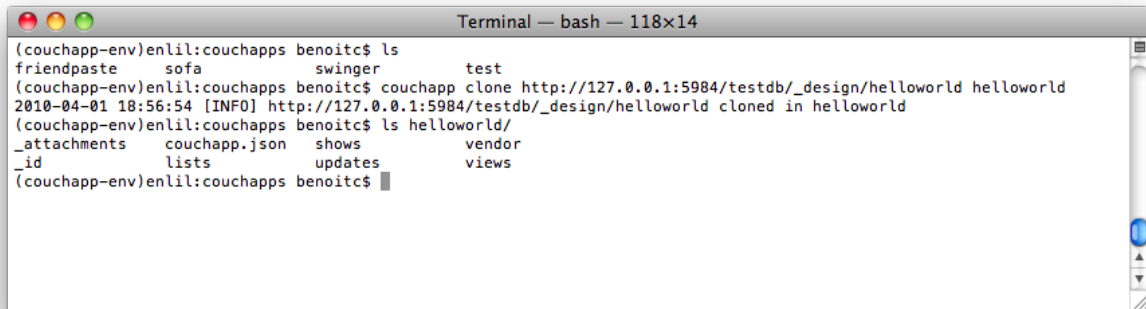 Terminal — bash — 118×14
(couchapp-env)enlil:couchapps benoitc$ ls
friendpaste sofa swinger test
(couchapp-env)enlil:couchapps benoitc$ couchapp clone http://127.0.0.1:5984/testdb/_design/helloworld helloworld
2010-04-01 18:56:54 [INFO] http://127.0.0.1:5984/testdb/_design/helloworld cloned in helloworld
(couchapp-env)enlil:couchapps benoitc$ ls helloworld/
_attachments couchapp.json shows vendor
_id lists updates views
(couchapp-env)enlil:couchapps benoitc$